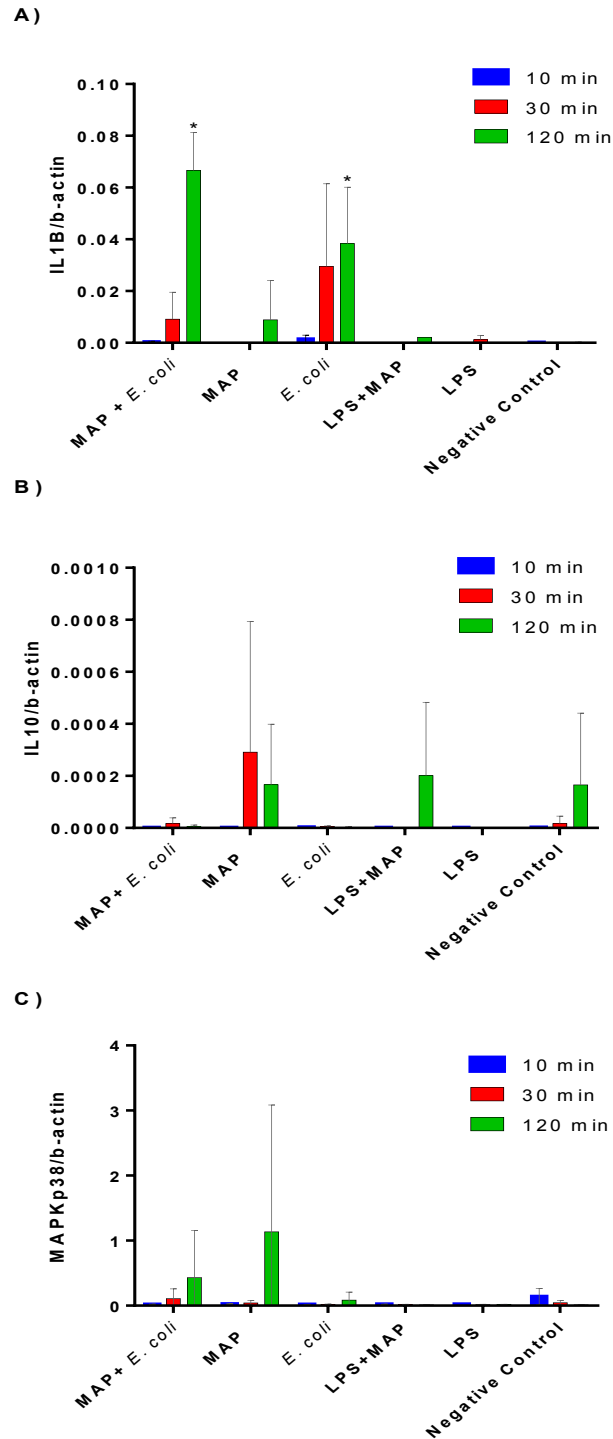 A)
10 min
30 min
120 min
IL1B/b-actin
0.10
0.08
0.06
0.04
0.02
0.00
*
*
MAP + E. coli
MAP
E. coli
LPS+MAP
LPS
Negative Control
B)
10 min
30 min
120 min
IL10/b-actin
0.0010
0.0008
0.0006
0.0004
0.0002
0.0000
MAP+ E. coli
MAP
E. coli
LPS+MAP
LPS
Negative Control
C)
10 min
30 min
120 min
MAPKp38/b-actin
4
3
2
1
0
MAP+ E. coli
MAP
E. coli
LPS+MAP
LPS
Negative Control